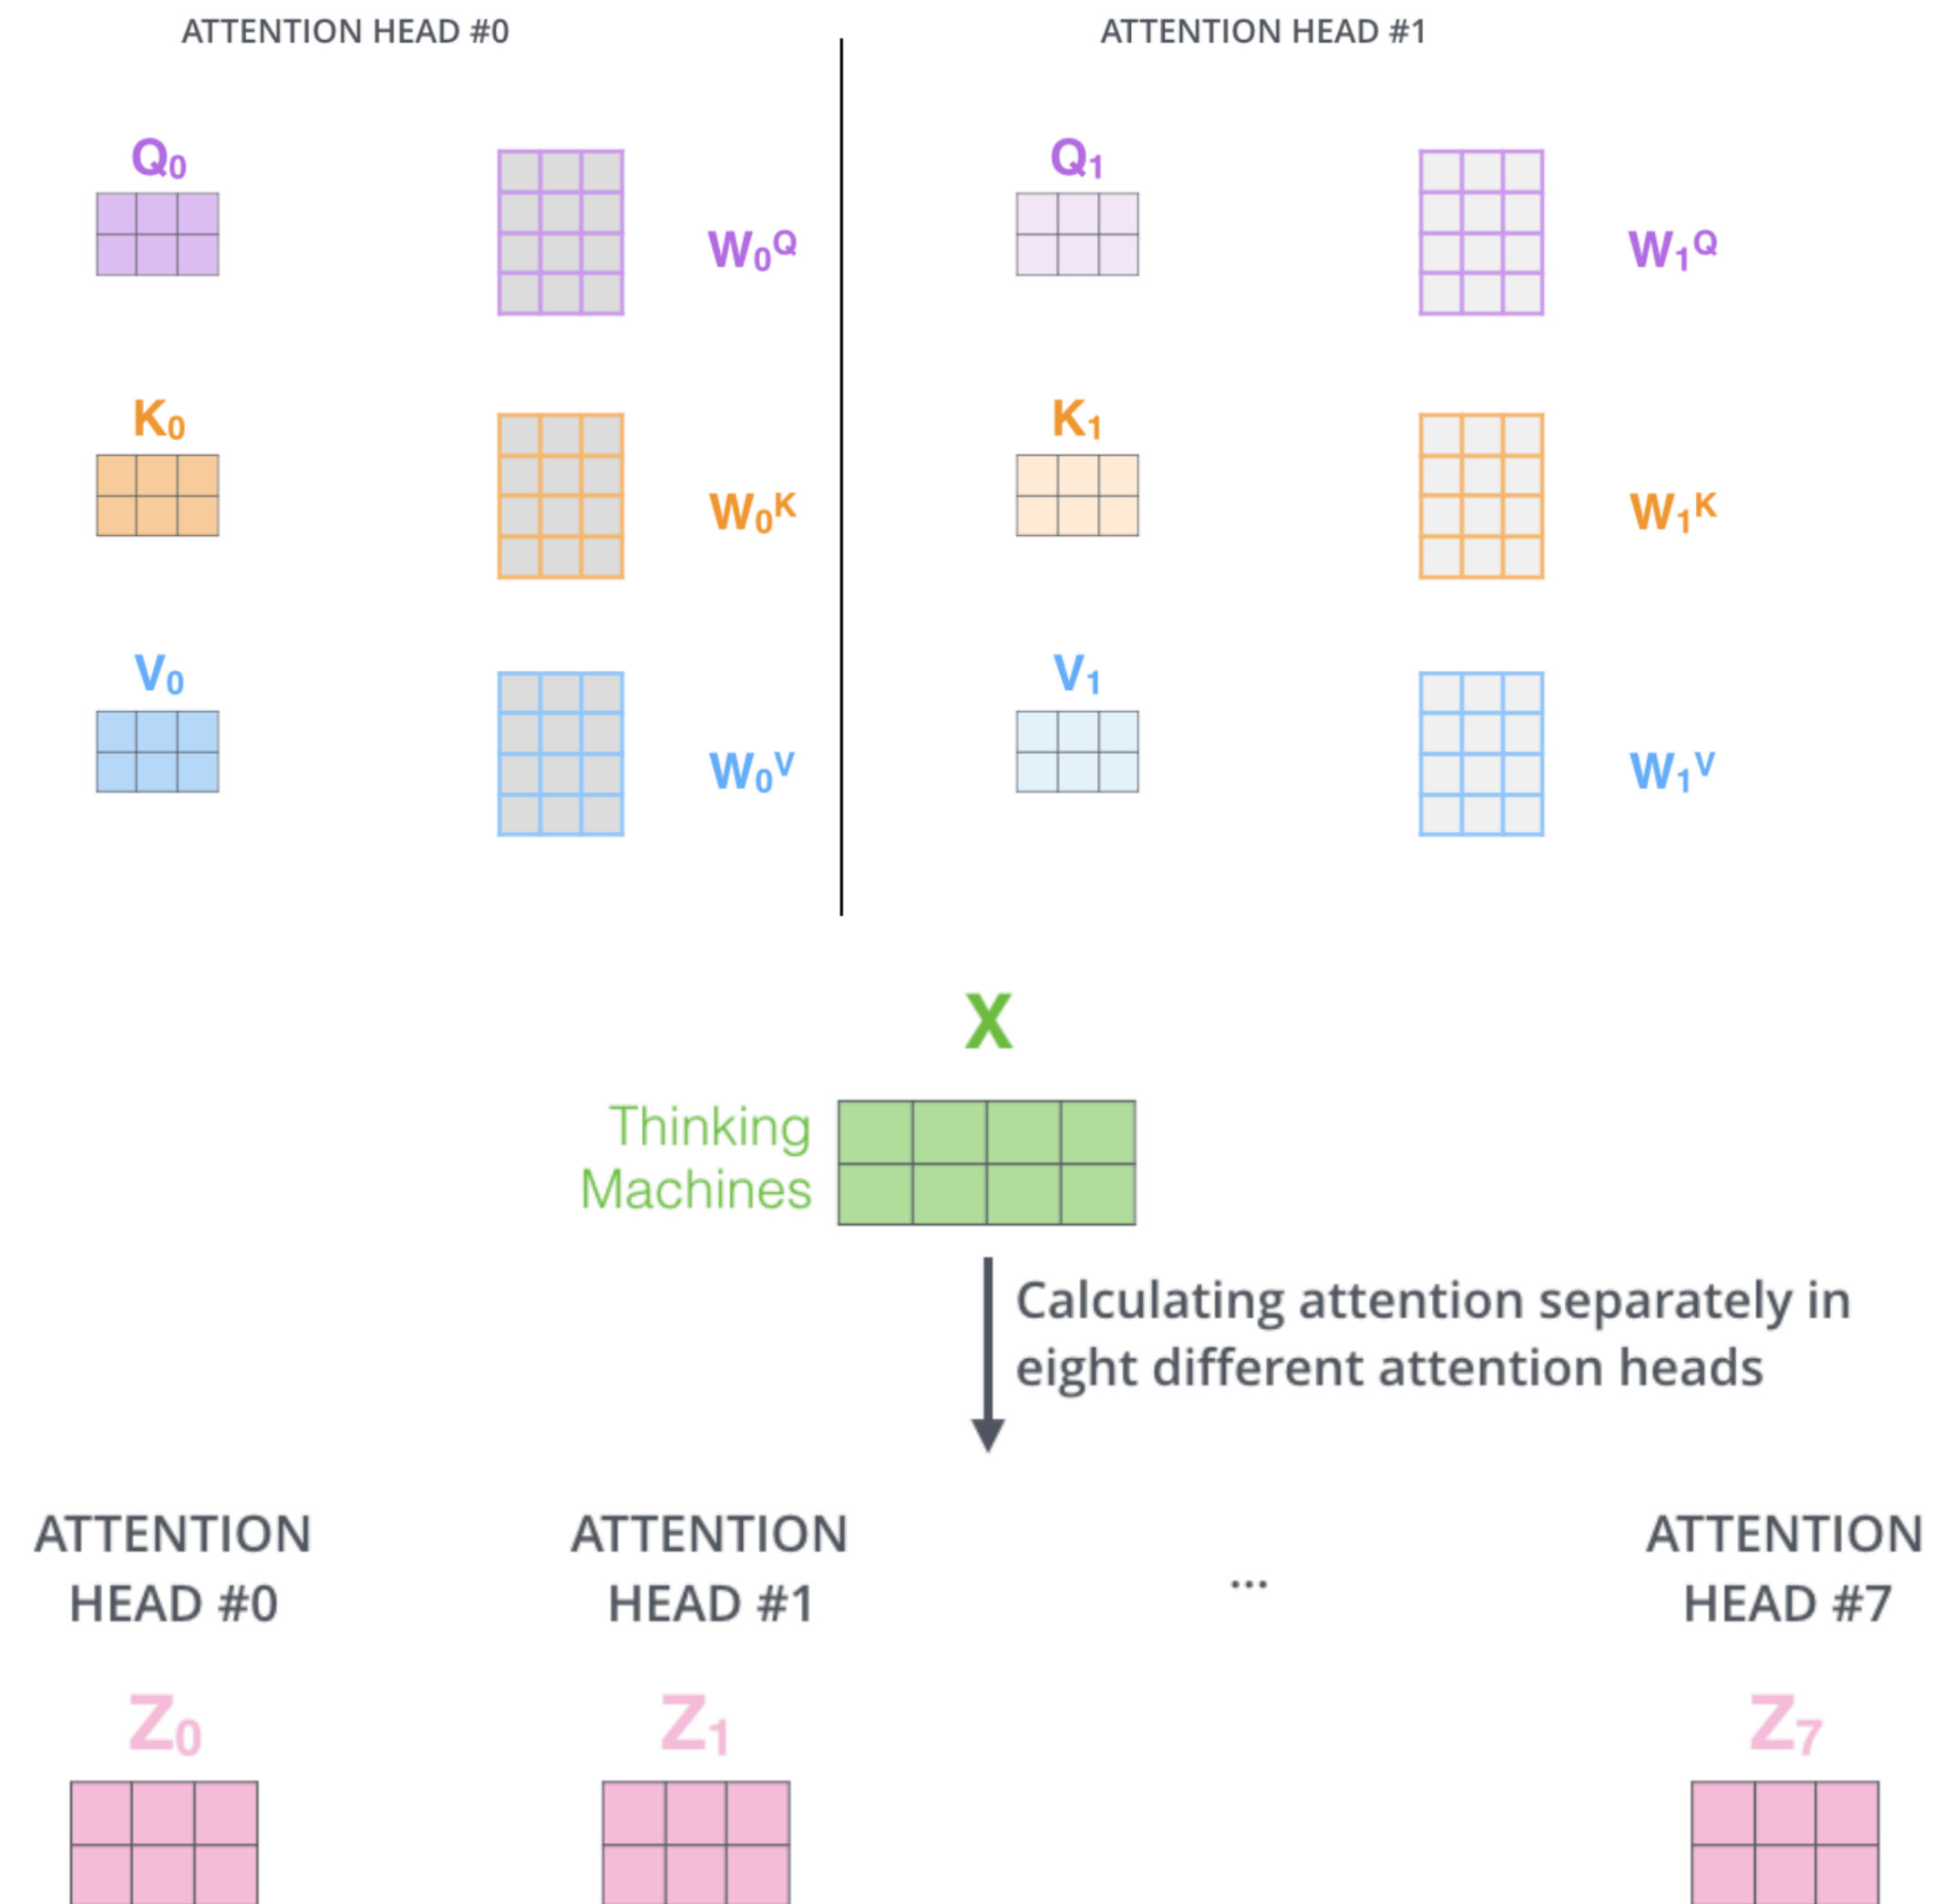 ATTENTION HEAD #0
ATTENTION HEAD #1
Q₀
W₀Q
Q₁
W₁Q
K₀
W₀K
K₁
W₁K
V₀
W₀V
V₁
W₁V
X
Thinking
Machines
Calculating attention separately in
eight different attention heads
ATTENTION
HEAD #0
ATTENTION
HEAD #1
...
ATTENTION
HEAD #7
Z₀
Z₁
Z₇